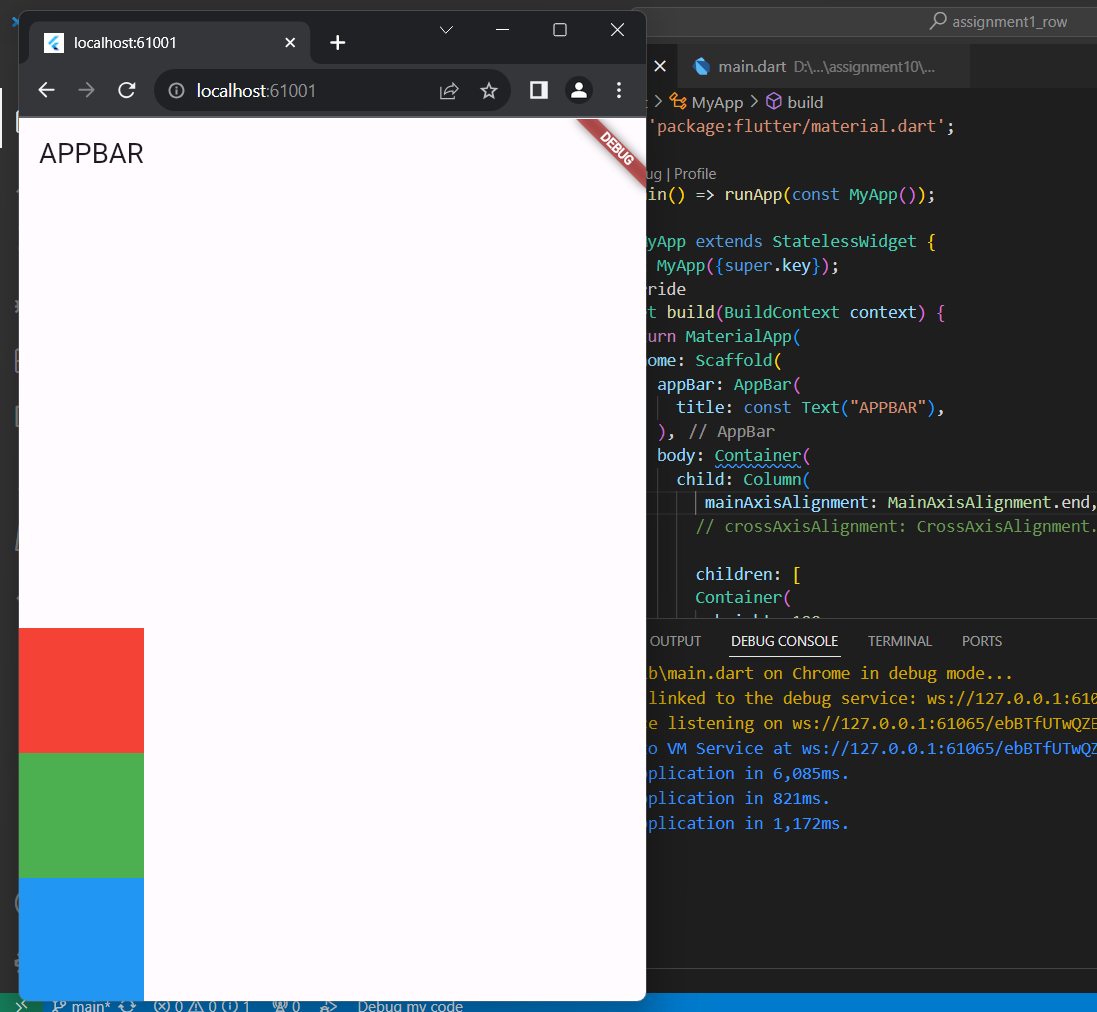 localhost:61001
localhost:61001
APPBAR
DEBUG
assignment1_row
main.dart D:\...\assignment10\...
MyApp > build
'package:flutter/material.dart';
ug | Profile
in() => runApp(const MyApp());
yApp extends StatelessWidget {
MyApp({super.key});
ride
t build(BuildContext context) {
urn MaterialApp(
ome: Scaffold(
appBar: AppBar(
title: const Text("APPBAR"),
), // AppBar
body: Container(
child: Column(
mainAxisAlignment: MainAxisAlignment.end,
// crossAxisAlignment: CrossAxisAlignment.
children: [
Container(
OUTPUT DEBUG CONSOLE TERMINAL PORTS
b\main.dart on Chrome in debug mode...
linked to the debug service: ws://127.0.0.1:610
e listening on ws://127.0.0.1:61065/ebBTfUTwQZE
o VM Service at ws://127.0.0.1:61065/ebBTfUTwQZ
plication in 6,085ms.
plication in 821ms.
plication in 1,172ms.
main* 0 0 1 0 Debug my code